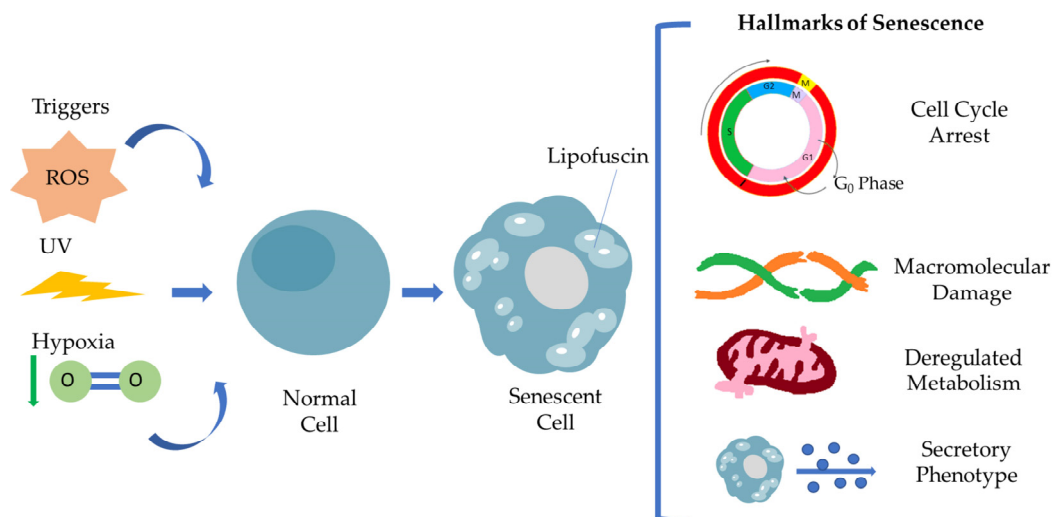 Triggers
ROS
UV
Hypoxia
O
O
Normal
Cell
Lipofuscin
Senescent
Cell
Hallmarks of Senescence
M
G2
M
S
G1
G₀ Phase
Cell Cycle
Arrest
Macromolecular
Damage
Deregulated
Metabolism
Secretory
Phenotype